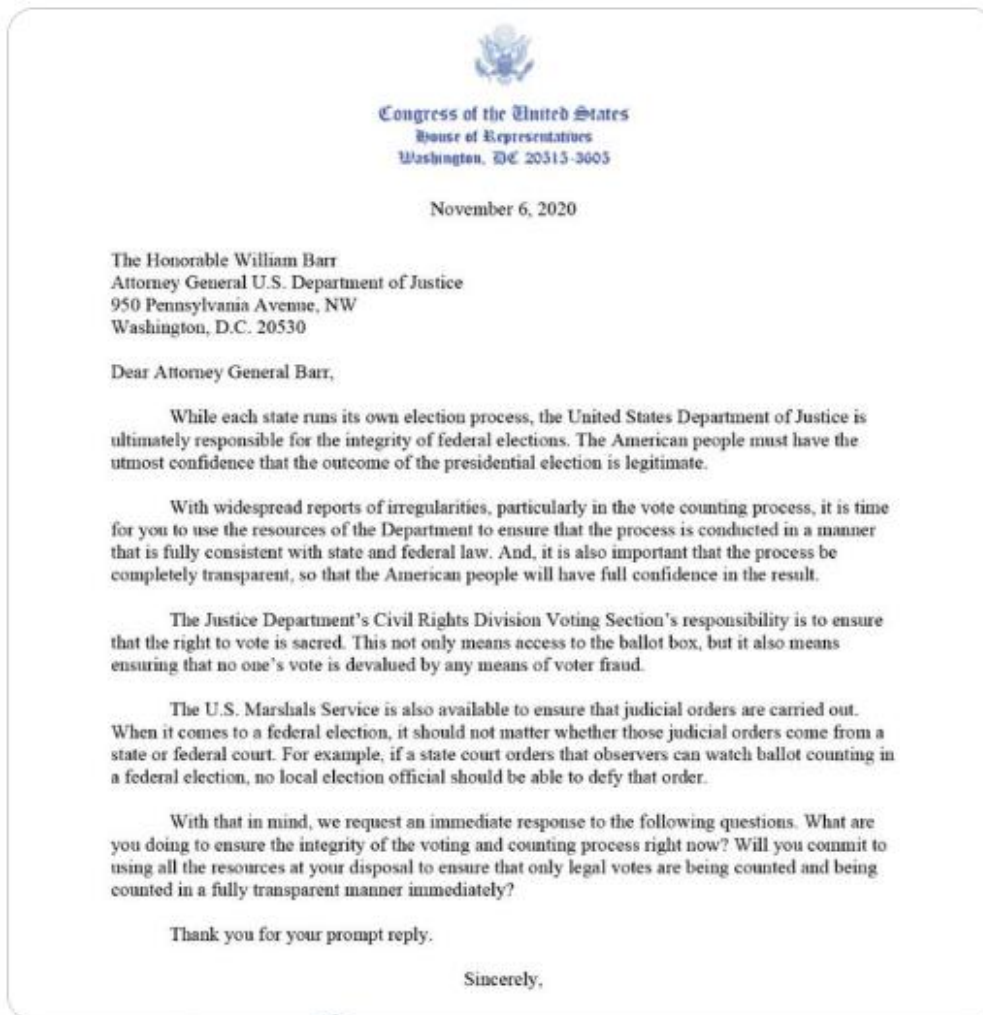 Congress of the United States
House of Representatives
Washington, DC 20515-3605
November 6, 2020
The Honorable William Barr
Attorney General U.S. Department of Justice
950 Pennsylvania Avenue, NW
Washington, D.C. 20530
Dear Attorney General Barr,
While each state runs its own election process, the United States Department of Justice is
ultimately responsible for the integrity of federal elections. The American people must have the
utmost confidence that the outcome of the presidential election is legitimate.
With widespread reports of irregularities, particularly in the vote counting process, it is time
for you to use the resources of the Department to ensure that the process is conducted in a manner
that is fully consistent with state and federal law. And, it is also important that the process be
completely transparent, so that the American people will have full confidence in the result.
The Justice Department's Civil Rights Division Voting Section's responsibility is to ensure
that the right to vote is sacred. This not only means access to the ballot box, but it also means
ensuring that no one's vote is devalued by any means of voter fraud.
The U.S. Marshals Service is also available to ensure that judicial orders are carried out.
When it comes to a federal election, it should not matter whether those judicial orders come from a
state or federal court. For example, if a state court orders that observers can watch ballot counting in
a federal election, no local election official should be able to defy that order.
With that in mind, we request an immediate response to the following questions. What are
you doing to ensure the integrity of the voting and counting process right now? Will you commit to
using all the resources at your disposal to ensure that only legal votes are being counted and being
counted in a fully transparent manner immediately?
Thank you for your prompt reply.
Sincerely,